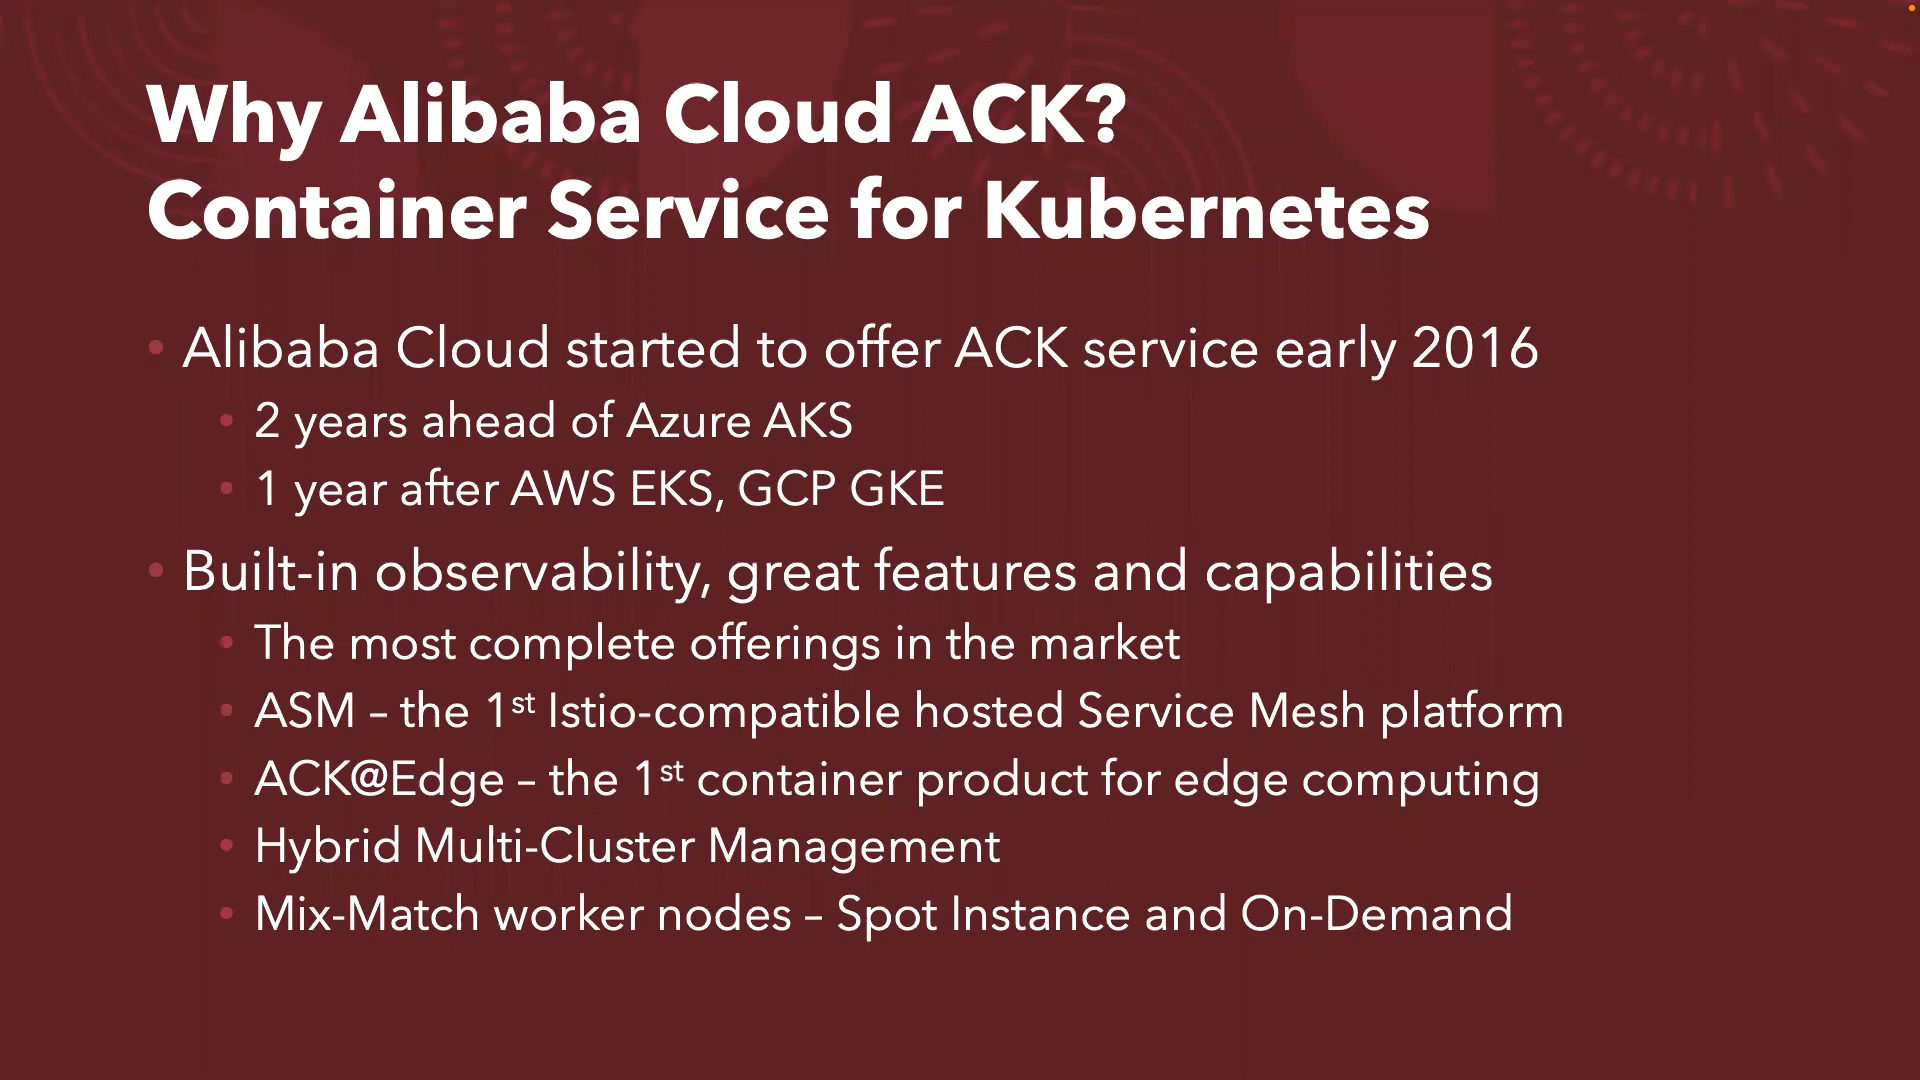 Why Alibaba Cloud ACK?
Container Service for Kubernetes
• Alibaba Cloud started to offer ACK service early 2016
• 2 years ahead of Azure AKS
• 1 year after AWS EKS, GCP GKE
• Built-in observability, great features and capabilities
• The most complete offerings in the market
• ASM – the 1st Istio-compatible hosted Service Mesh platform
• ACK@Edge – the 1st container product for edge computing
• Hybrid Multi-Cluster Management
• Mix-Match worker nodes – Spot Instance and On-Demand